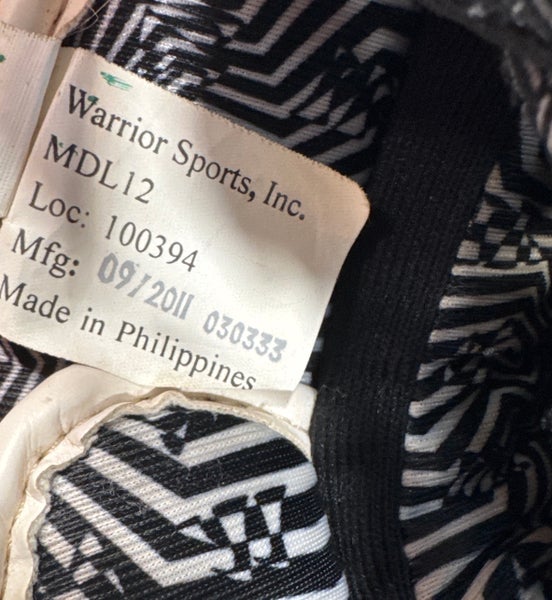 Warrior Sports, Inc.
MDL12
Loc: 100394
Mfg: 09/2011 030333
Made in Philippines